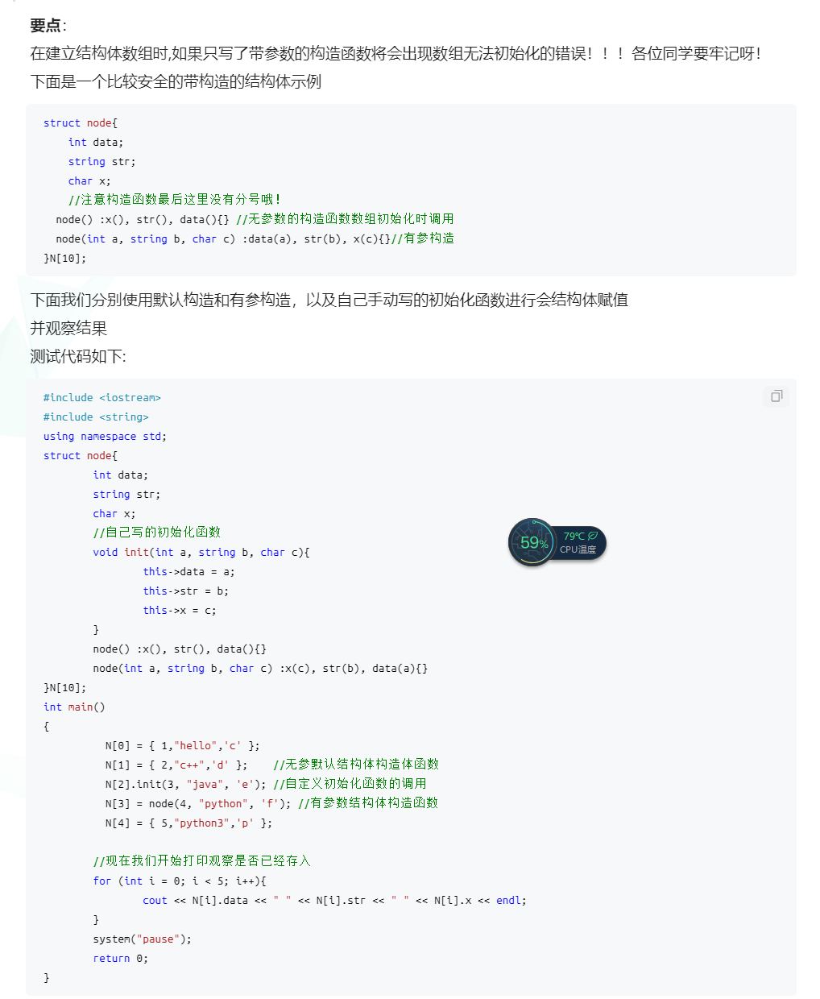 要点：
在建立结构体数组时,如果只写了带参数的构造函数将会出现数组无法初始化的错误！！！各位同学要牢记呀！
下面是一个比较安全的带构造的结构体示例
struct node{
    int data;
    string str;
    char x;
    //注意构造函数最后这里没有分号哦！
  node() :x(), str(), data(){} //无参数的构造函数数组初始化时调用
  node(int a, string b, char c) :data(a), str(b), x(c){}//有参构造
}N[10];
下面我们分别使用默认构造和有参构造，以及自己手动写的初始化函数进行会结构体赋值
并观察结果
测试代码如下:
#include <iostream>
#include <string>
using namespace std;
struct node{
        int data;
        string str;
        char x;
        //自己写的初始化函数
        void init(int a, string b, char c){
                this->data = a;
                this->str = b;
                this->x = c;
        }
        node() :x(), str(), data(){}
        node(int a, string b, char c) :x(c), str(b), data(a){}
}N[10];
int main()
{
          N[0] = { 1,"hello",'c' };
          N[1] = { 2,"c++",'d' };    //无参默认结构体构造体函数
          N[2].init(3, "java", 'e'); //自定义初始化函数的调用
          N[3] = node(4, "python", 'f'); //有参数结构体构造函数
          N[4] = { 5,"python3",'p' };
        //现在我们开始打印观察是否已经存入
        for (int i = 0; i < 5; i++){
                cout << N[i].data << " " << N[i].str << " " << N[i].x << endl;
        }
        system("pause");
        return 0;
}
59%
79℃
CPU温度